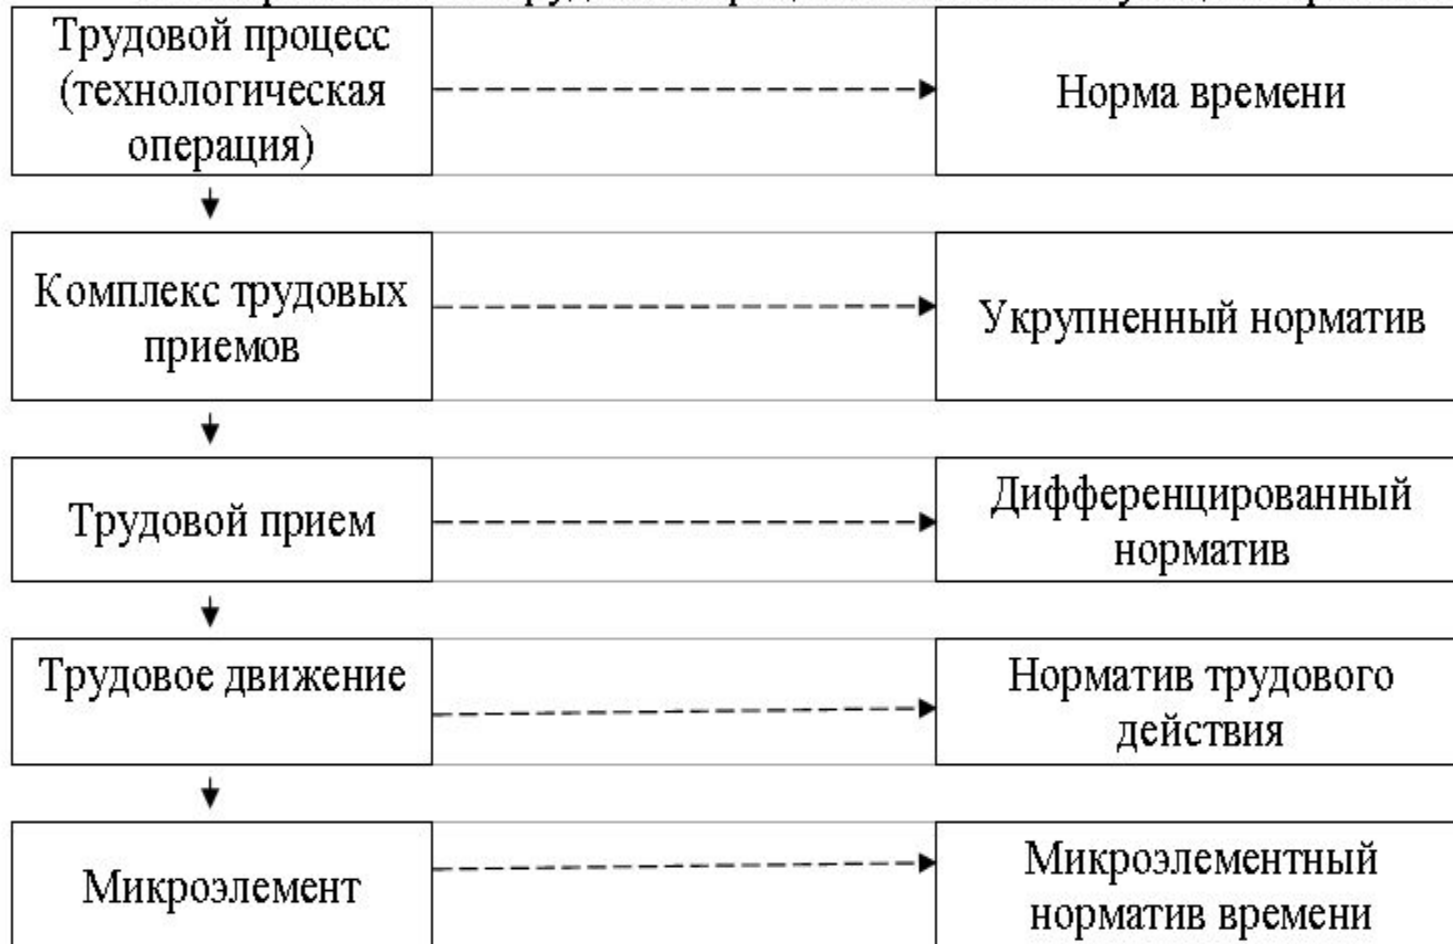 Трудовой процесс
(технологическая
операция)
Норма времени
Комплекс трудовых
приемов
Укрупненный норматив
Трудовой прием
Дифференцированный
норматив
Трудовое движение
Норматив трудового
действия
Микроэлемент
Микроэлементный
норматив времени